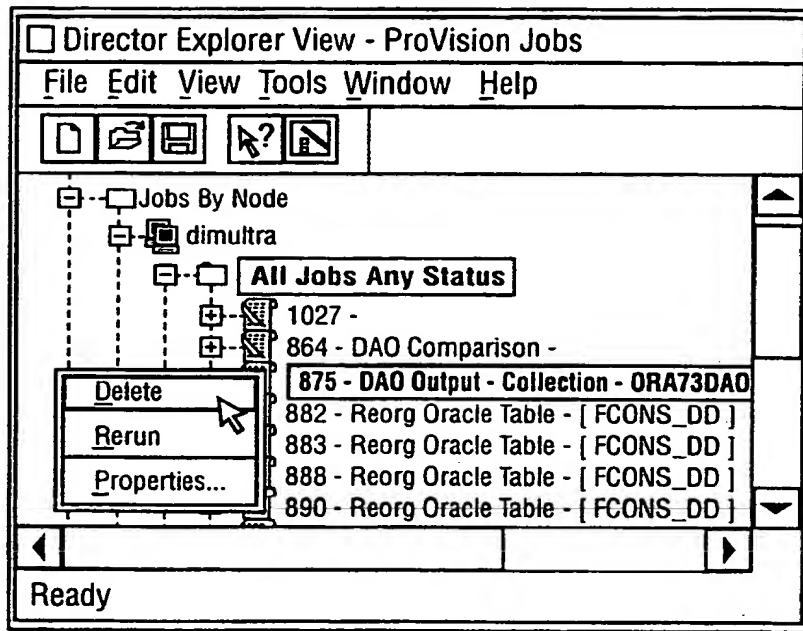 Director Explorer View - ProVision Jobs
File Edit View Tools Window Help
?
Jobs By Node
dimultra
All Jobs Any Status
1027 -
864 - DAO Comparison -
875 - DAO Output - Collection - ORA73DAO
Delete
882 - Reorg Oracle Table - [ FCONS_DD ]
Rerun
883 - Reorg Oracle Table - [ FCONS_DD ]
Properties...
888 - Reorg Oracle Table - [ FCONS_DD ]
890 - Reorg Oracle Table - [ FCONS_DD ]
Ready